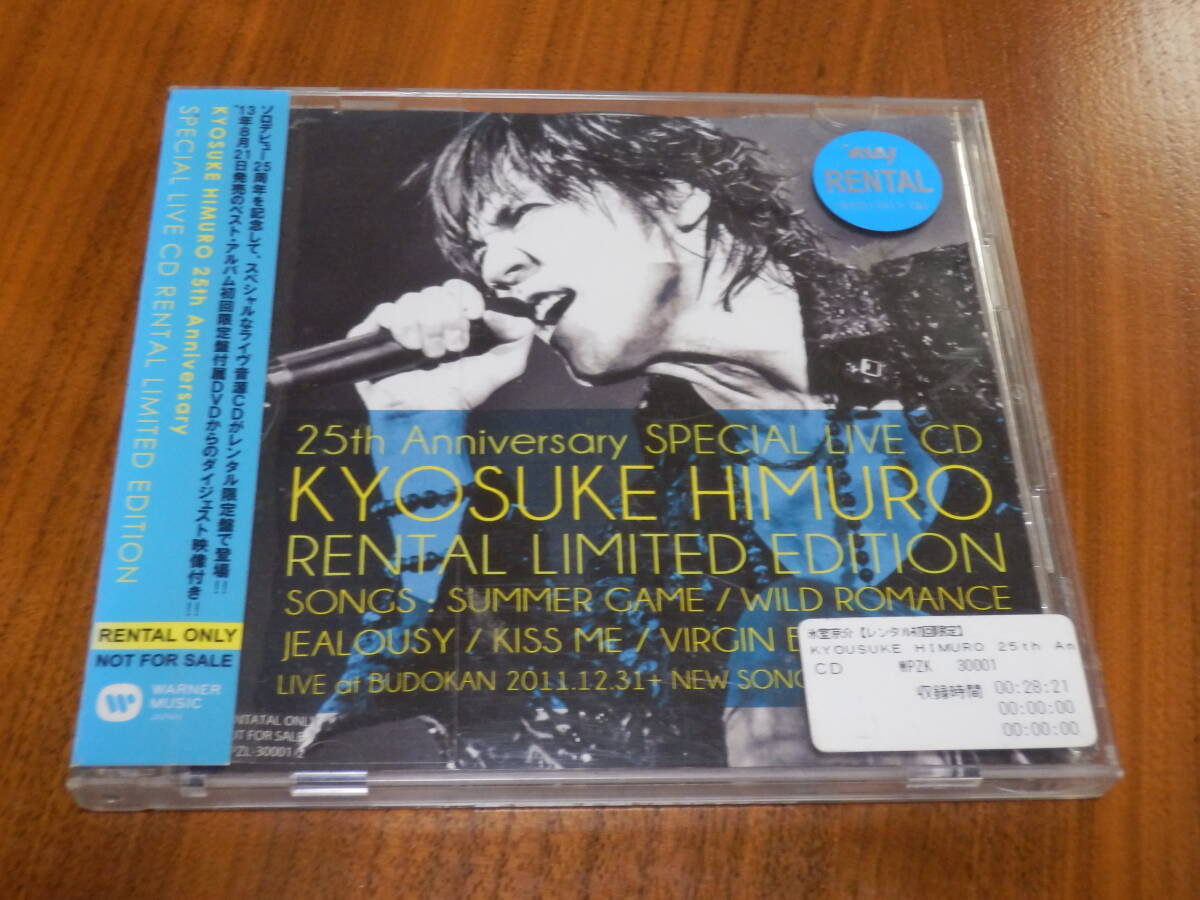 ソロデビュー25周年を記念して、スペシャルなライヴ音源CDがレンタル限定盤で登場!!
'13年8月21日発売のベスト・アルバム初回限定盤付属DVDからのダイジェスト映像付き!!
KYOSUKE HIMURO 25th Anniversary
SPECIAL LIVE CD RENTAL LIMITED EDITION
RENTAL ONLY
NOT FOR SALE
WARNER MUSIC
JAPAN
RENTAL
25th Anniversary SPECIAL LIVE CD
KYOSUKE HIMURO
RENTAL LIMITED EDITION
SONGS : SUMMER GAME / WILD ROMANCE
JEALOUSY / KISS ME / VIRGIN
LIVE at BUDOKAN 2011.12.31+ NEW SONG
NTATAL ONLY
OT FOR SALE
PZL-30001/2
氷室京介【レンタル初回限定】
KYOUSUKE HIMURO 25th An
CD WPZK 30001
収録時間 00:28:21
00:00:00
00:00:00